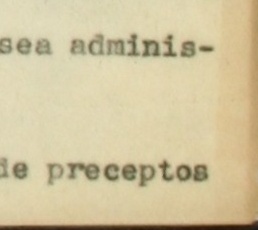 sea adminis-
de preceptos